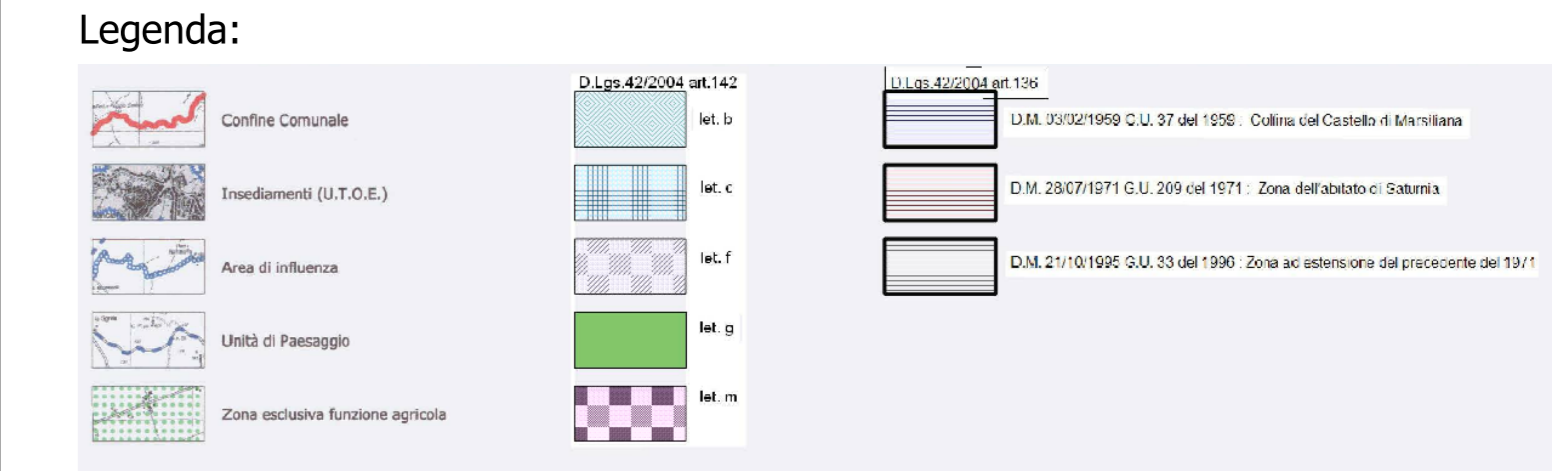 Legenda:
Confine Comunale
Insediamenti (U.T.O.E.)
Area di influenza
Unità di Paesaggio
Zona esclusiva funzione agricola
D.Lgs.42/2004 art.142
let. b
let. c
let. f
let. g
let. m
D.Lgs.42/2004 art.136
D.M. 03/02/1959 G.U. 37 del 1959 : Collina del Castello di Marsiliana
D.M. 28/07/1971 G.U. 209 del 1971 : Zona dell'abitato di Saturnia
D.M. 21/10/1995 G.U. 33 del 1996 : Zona ad estensione del precedente del 1971